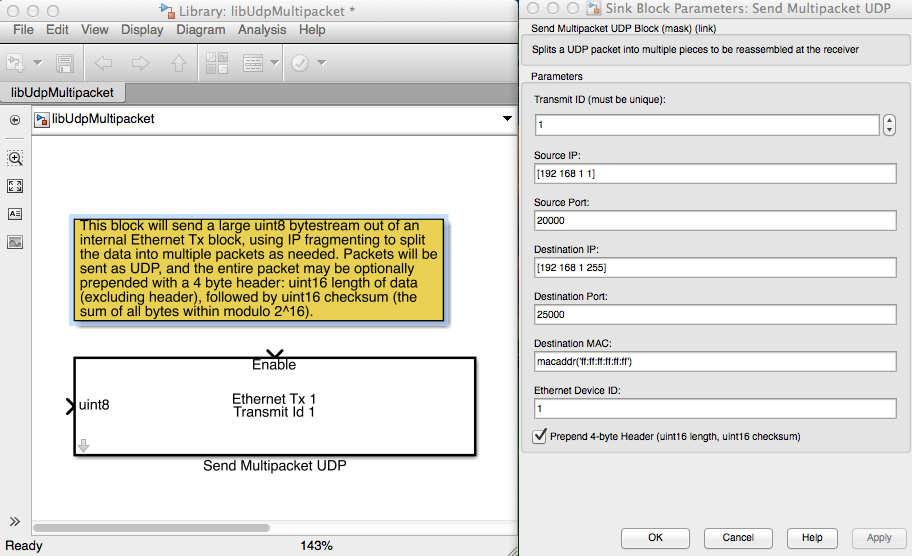 Library: libUdpMultipacket *
File Edit View Display Diagram Analysis Help
libUdpMultipacket
libUdpMultipacket
This block will send a large uint8 bytestream out of an
internal Ethernet Tx block, using IP fragmenting to split
the data into multiple packets as needed. Packets will be
sent as UDP, and the entire packet may be optionally
prepended with a 4 byte header: uint16 length of data
(excluding header), followed by uint16 checksum (the
sum of all bytes within modulo 2^16).
Enable
uint8
Ethernet Tx 1
Transmit Id 1
Send Multipacket UDP
Ready 143%
Sink Block Parameters: Send Multipacket UDP
Send Multipacket UDP Block (mask) (link)
Splits a UDP packet into multiple pieces to be reassembled at the receiver
Parameters
Transmit ID (must be unique):
1
Source IP:
[192 168 1 1]
Source Port:
20000
Destination IP:
[192 168 1 255]
Destination Port:
25000
Destination MAC:
macaddr('ff:ff:ff:ff:ff:ff')
Ethernet Device ID:
1
Prepend 4-byte Header (uint16 length, uint16 checksum)
OK Cancel Help Apply